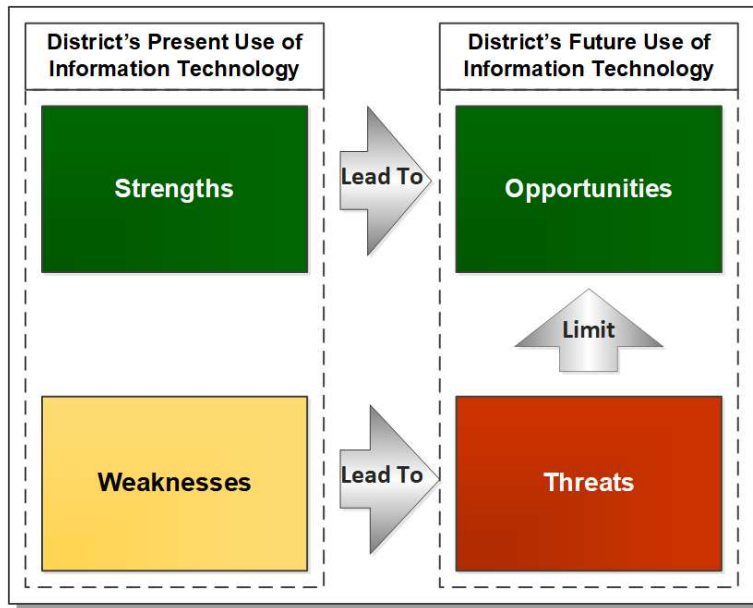 District's Present Use of
Information Technology
District's Future Use of
Information Technology
Strengths
Lead To
Opportunities
Limit
Weaknesses
Lead To
Threats